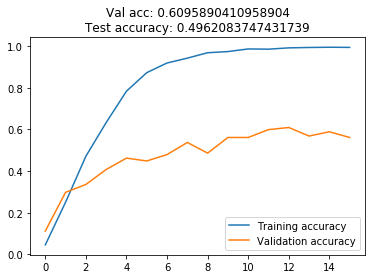 Val acc: 0.6095890410958904
Test accuracy: 0.4962083747431739
1.0
0.8
0.6
0.4
0.2
0.0
Training accuracy
Validation accuracy
0 2 4 6 8 10 12 14